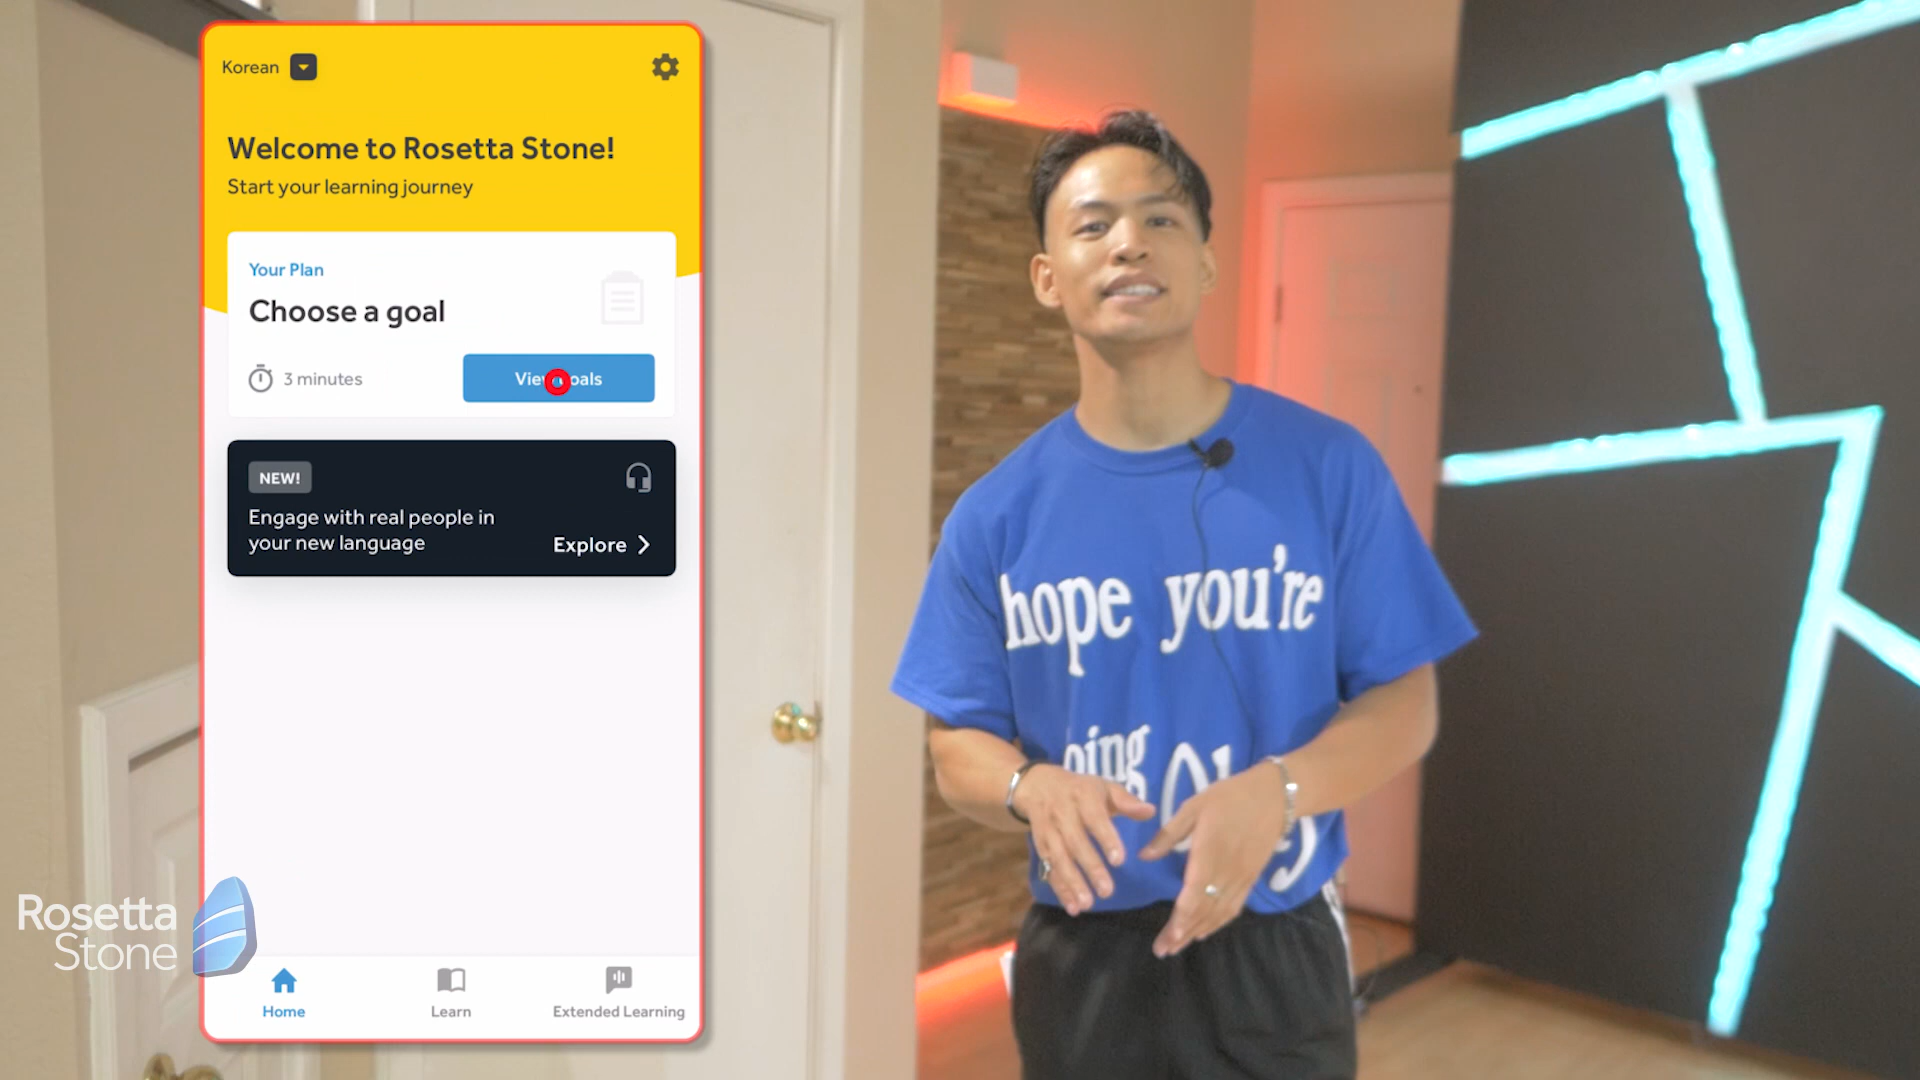 Korean
Welcome to Rosetta Stone!
Start your learning journey
Your Plan
Choose a goal
3 minutes
NEW!
Engage with real people in
your new language
Explore
Home
Learn
Extended Learning
Rosetta
Stone
hope you're